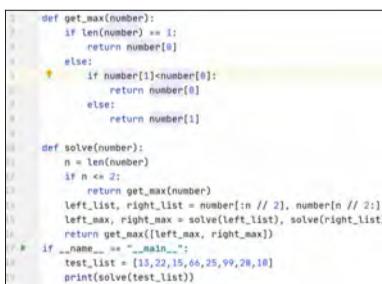 def get_max(number):
if len(number) == 1:
return number[0]
else:
if number[1]<number[0]:
return number[0]
else:
return number[1]
def solve(number):
n = len(number)
if n <= 2:
return get_max(number)
left_list, right_list = number[:n // 2], number[n // 2:]
left_max, right_max = solve(left_list), solve(right_list
return get_max([left_max, right_max])
if __name__ == "__main__":
test_list = [13,22,15,66,25,99,28,10]
print(solve(test_list))